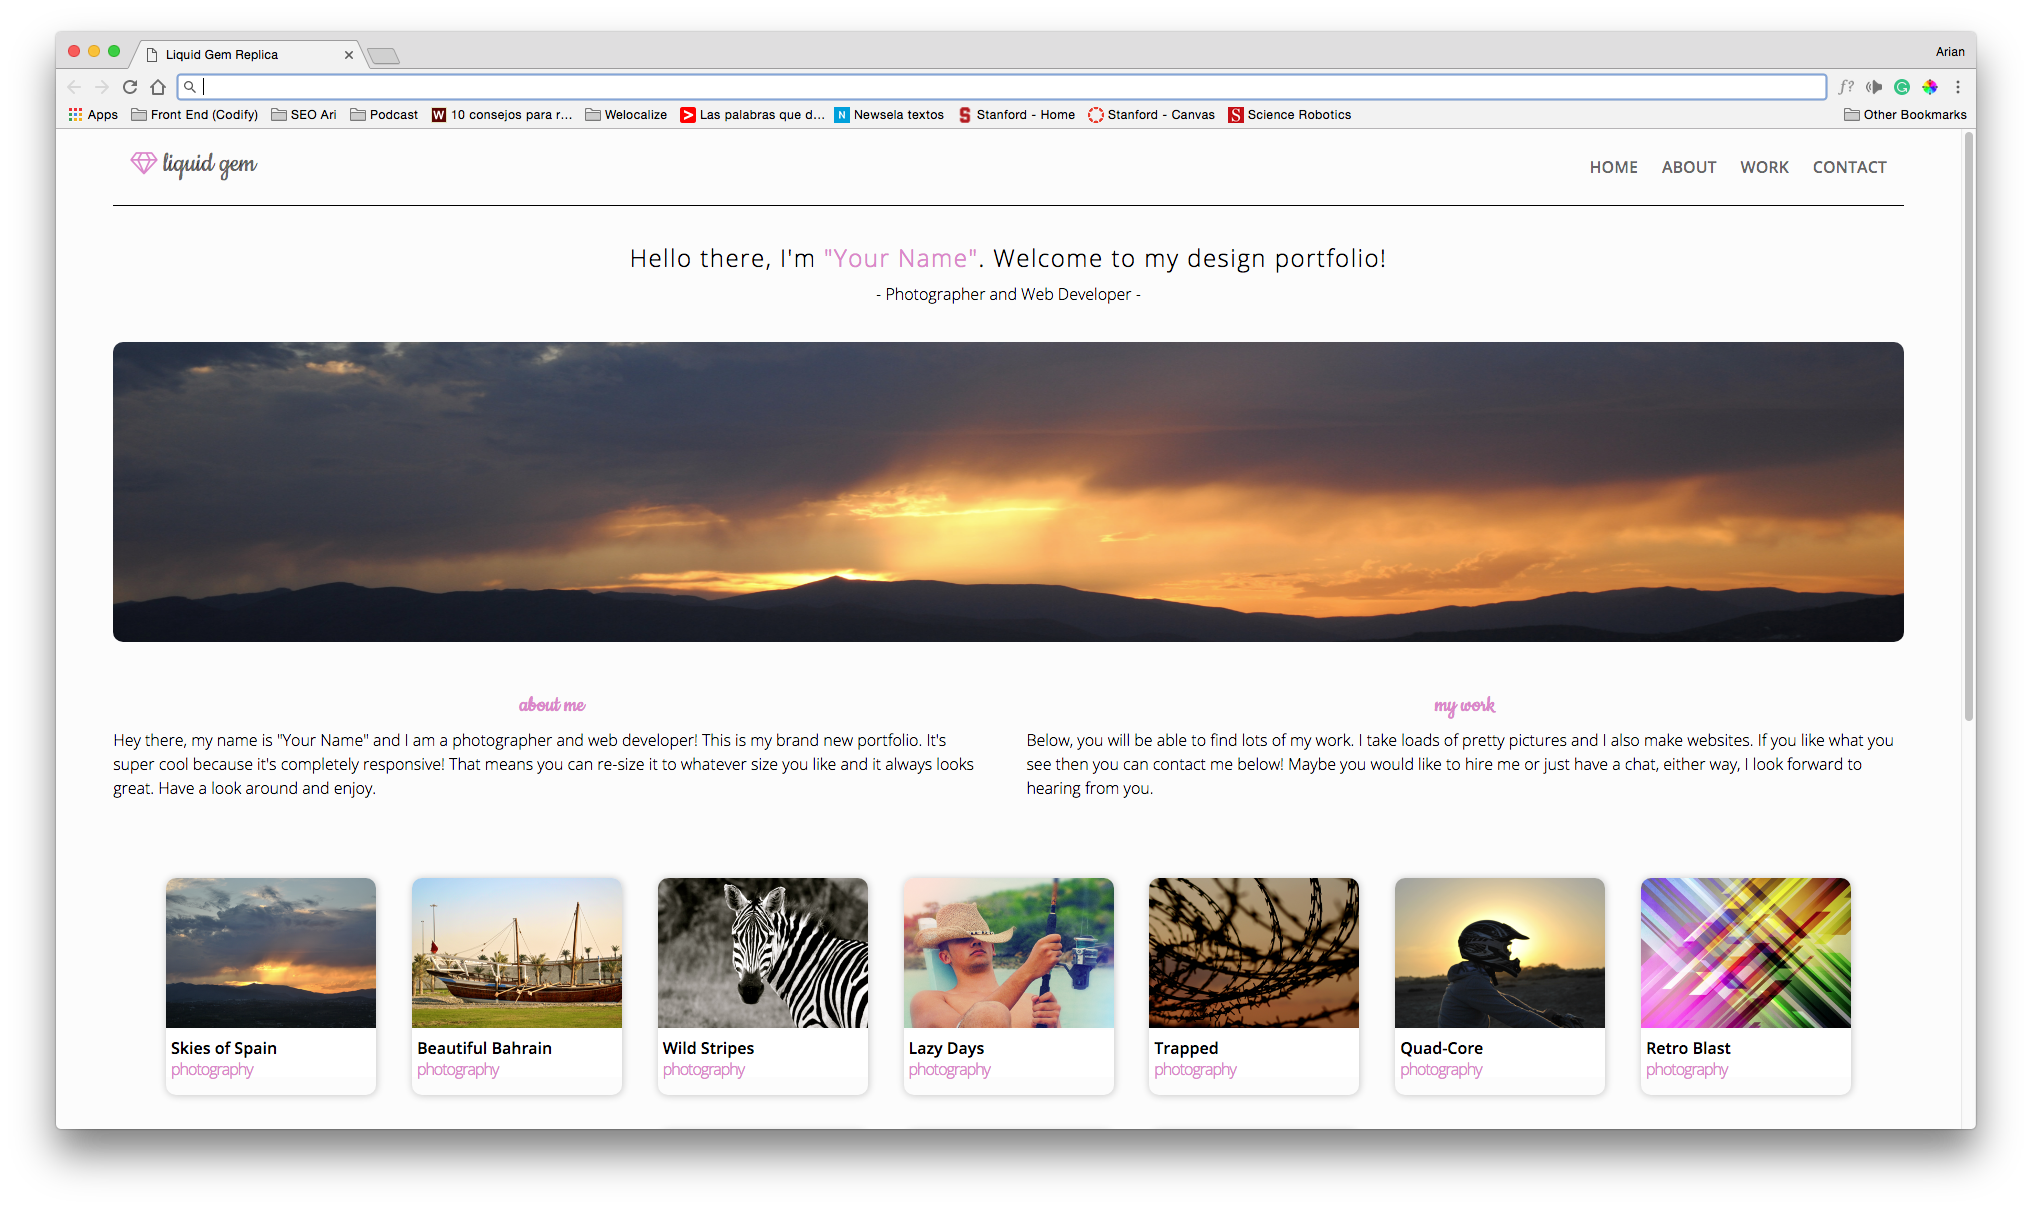 Liquid Gem Replica
Arian
f?
Apps
Front End (Codify)
SEO Ari
Podcast
W
10 consejos para r...
Welocalize
Las palabras que d...
N
Newsela textos
S
Stanford - Home
Stanford - Canvas
S
Science Robotics
Other Bookmarks
liquid gem
HOME
ABOUT
WORK
CONTACT
Hello there, I'm "Your Name". Welcome to my design portfolio!
- Photographer and Web Developer -
about me
Hey there, my name is "Your Name" and I am a photographer and web developer! This is my brand new portfolio. It's
super cool because it's completely responsive! That means you can re-size it to whatever size you like and it always looks
great. Have a look around and enjoy.
my work
Below, you will be able to find lots of my work. I take loads of pretty pictures and I also make websites. If you like what you
see then you can contact me below! Maybe you would like to hire me or just have a chat, either way, I look forward to
hearing from you.
Skies of Spain
photography
Beautiful Bahrain
photography
Wild Stripes
photography
Lazy Days
photography
Trapped
photography
Quad-Core
photography
Retro Blast
photography